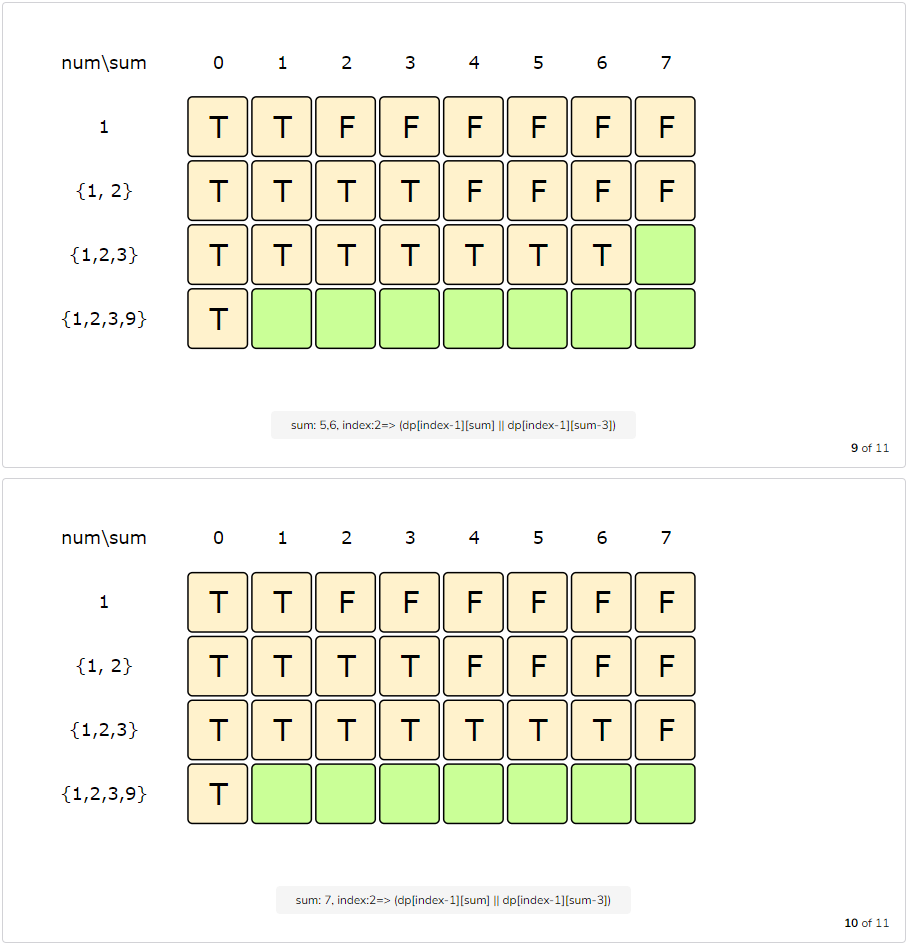 num\sum 0 1 2 3 4 5 6 7
1 T T F F F F F F
{1, 2} T T T T F F F F
{1,2,3} T T T T T T T
{1,2,3,9} T
sum: 5,6, index:2=> (dp[index-1][sum] || dp[index-1][sum-3])
9 of 11
num\sum 0 1 2 3 4 5 6 7
1 T T F F F F F F
{1, 2} T T T T F F F F
{1,2,3} T T T T T T T F
{1,2,3,9} T
sum: 7, index:2=> (dp[index-1][sum] || dp[index-1][sum-3])
10 of 11